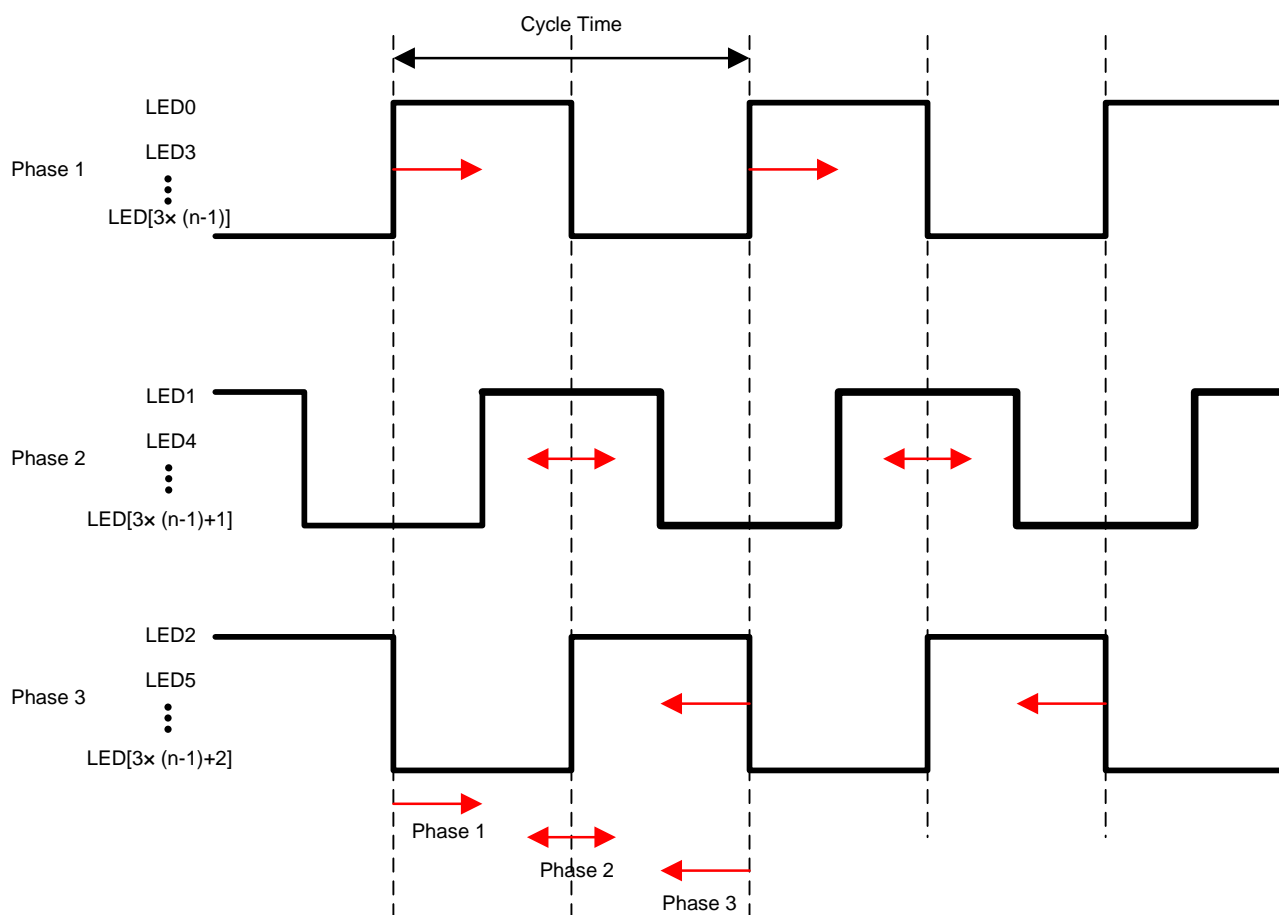 Cycle Time
LED0
LED3
Phase 1
LED[3× (n-1)]
LED1
LED4
Phase 2
LED[3× (n-1)+1]
LED2
LED5
Phase 3
LED[3× (n-1)+2]
Phase 1
Phase 2
Phase 3